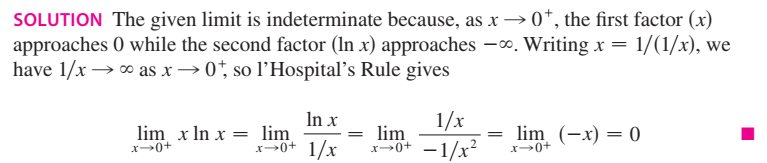 SOLUTION The given limit is indeterminate because, as x → 0⁺, the first factor (x)
approaches 0 while the second factor (ln x) approaches −∞. Writing x = 1/(1/x), we
have 1/x → ∞ as x → 0⁺, so l’Hospital’s Rule gives
lim_{x→0⁺} x ln x = lim_{x→0⁺} (ln x)/(1/x) = lim_{x→0⁺} (1/x)/(−1/x²) = lim_{x→0⁺} (−x) = 0